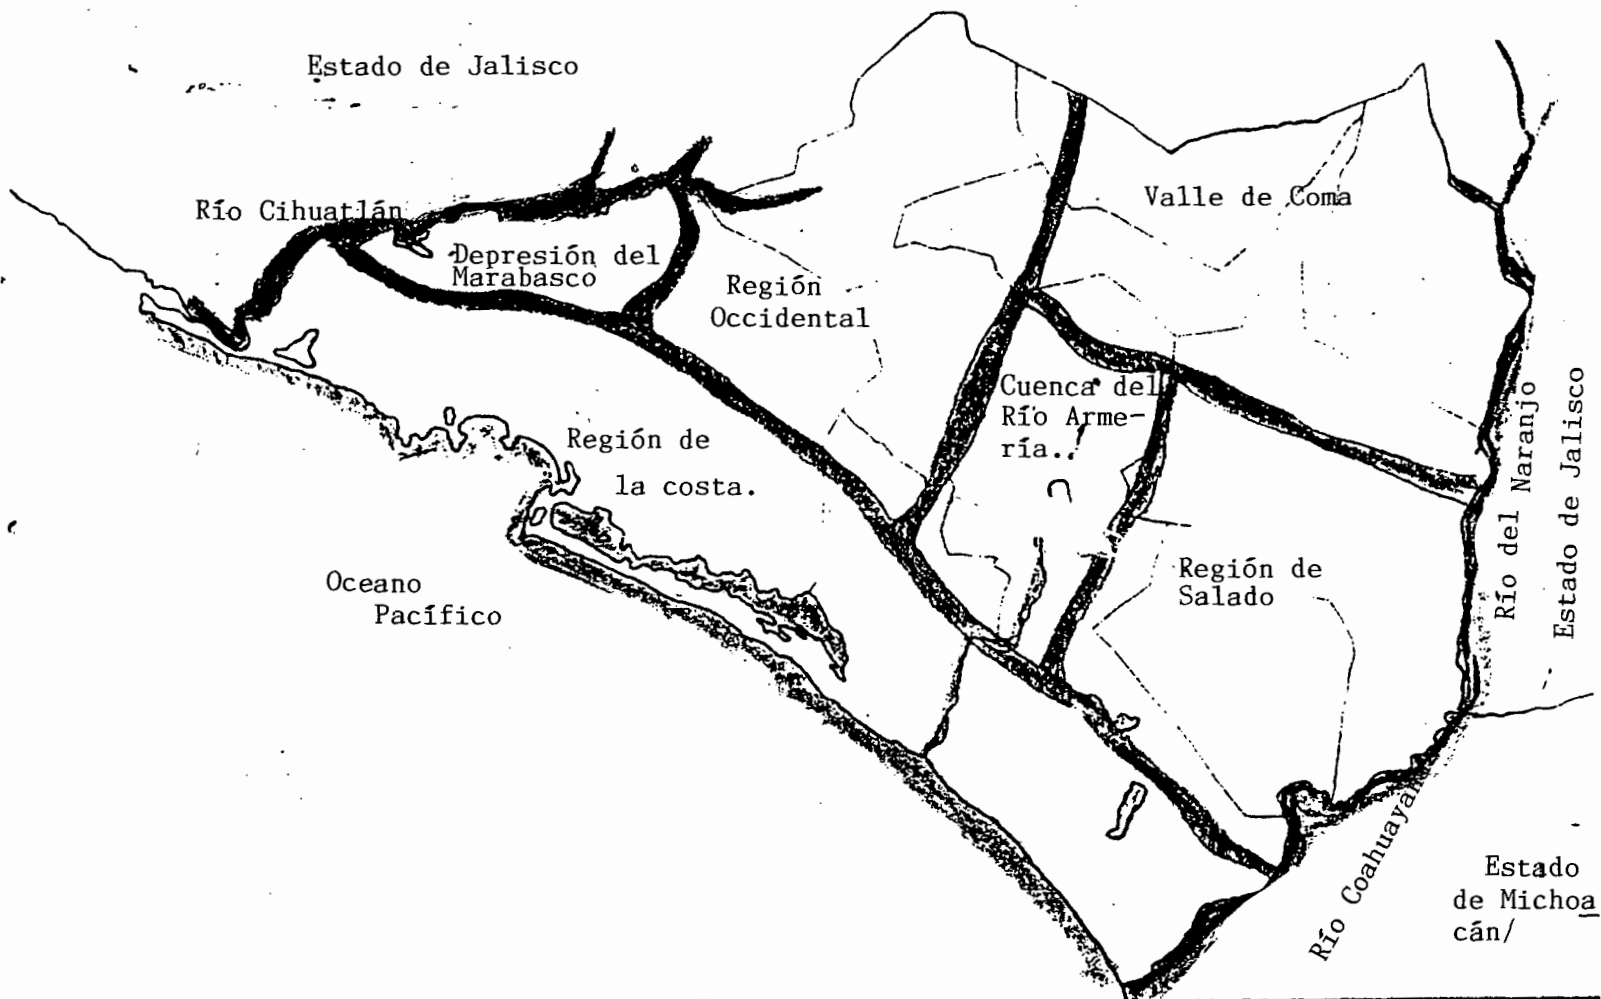 Estado de Jalisco
Río Cihuatlán
Valle de Coma
Depresión del
Marabasco
Región
Occidental
Cuenca del
Río Arme-
ría..
Región de
la costa.
Río del Naranjo
Estado de Jalisco
Oceano
Pacífico
Región de
Salado
Río Coahuayan
Estado
de Michoa
cán/